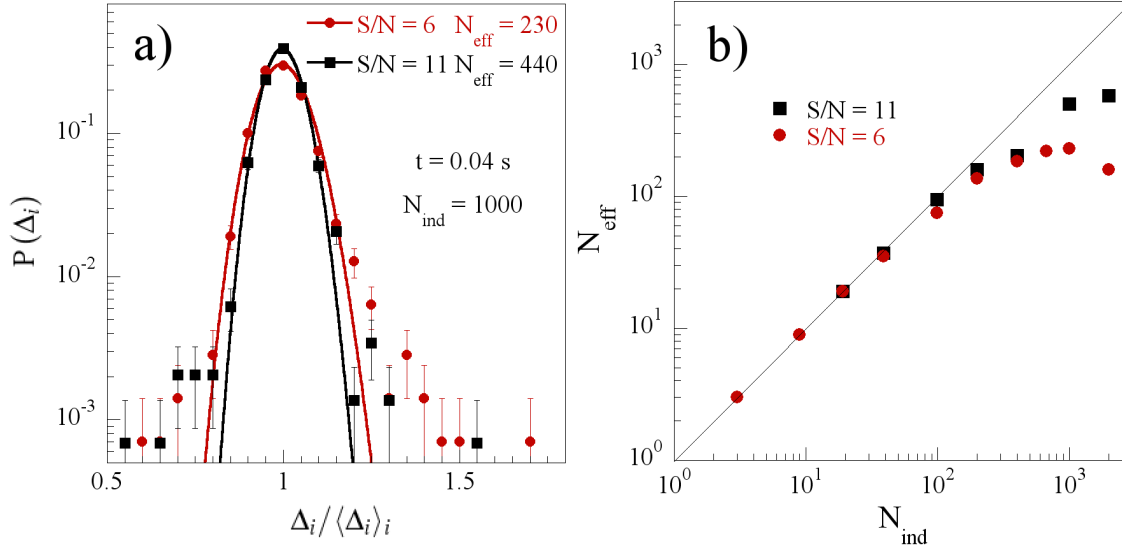 a)
S/N = 6 N_eff = 230
S/N = 11 N_eff = 440
t = 0.04 s
N_ind = 1000
P(Δ_i)
10^-1
10^-2
10^-3
0.5
1
1.5
Δ_i/⟨Δ_i⟩_i
b)
S/N = 11
S/N = 6
N_eff
10^3
10^2
10^1
10^0
10^0
10^1
10^2
10^3
N_ind